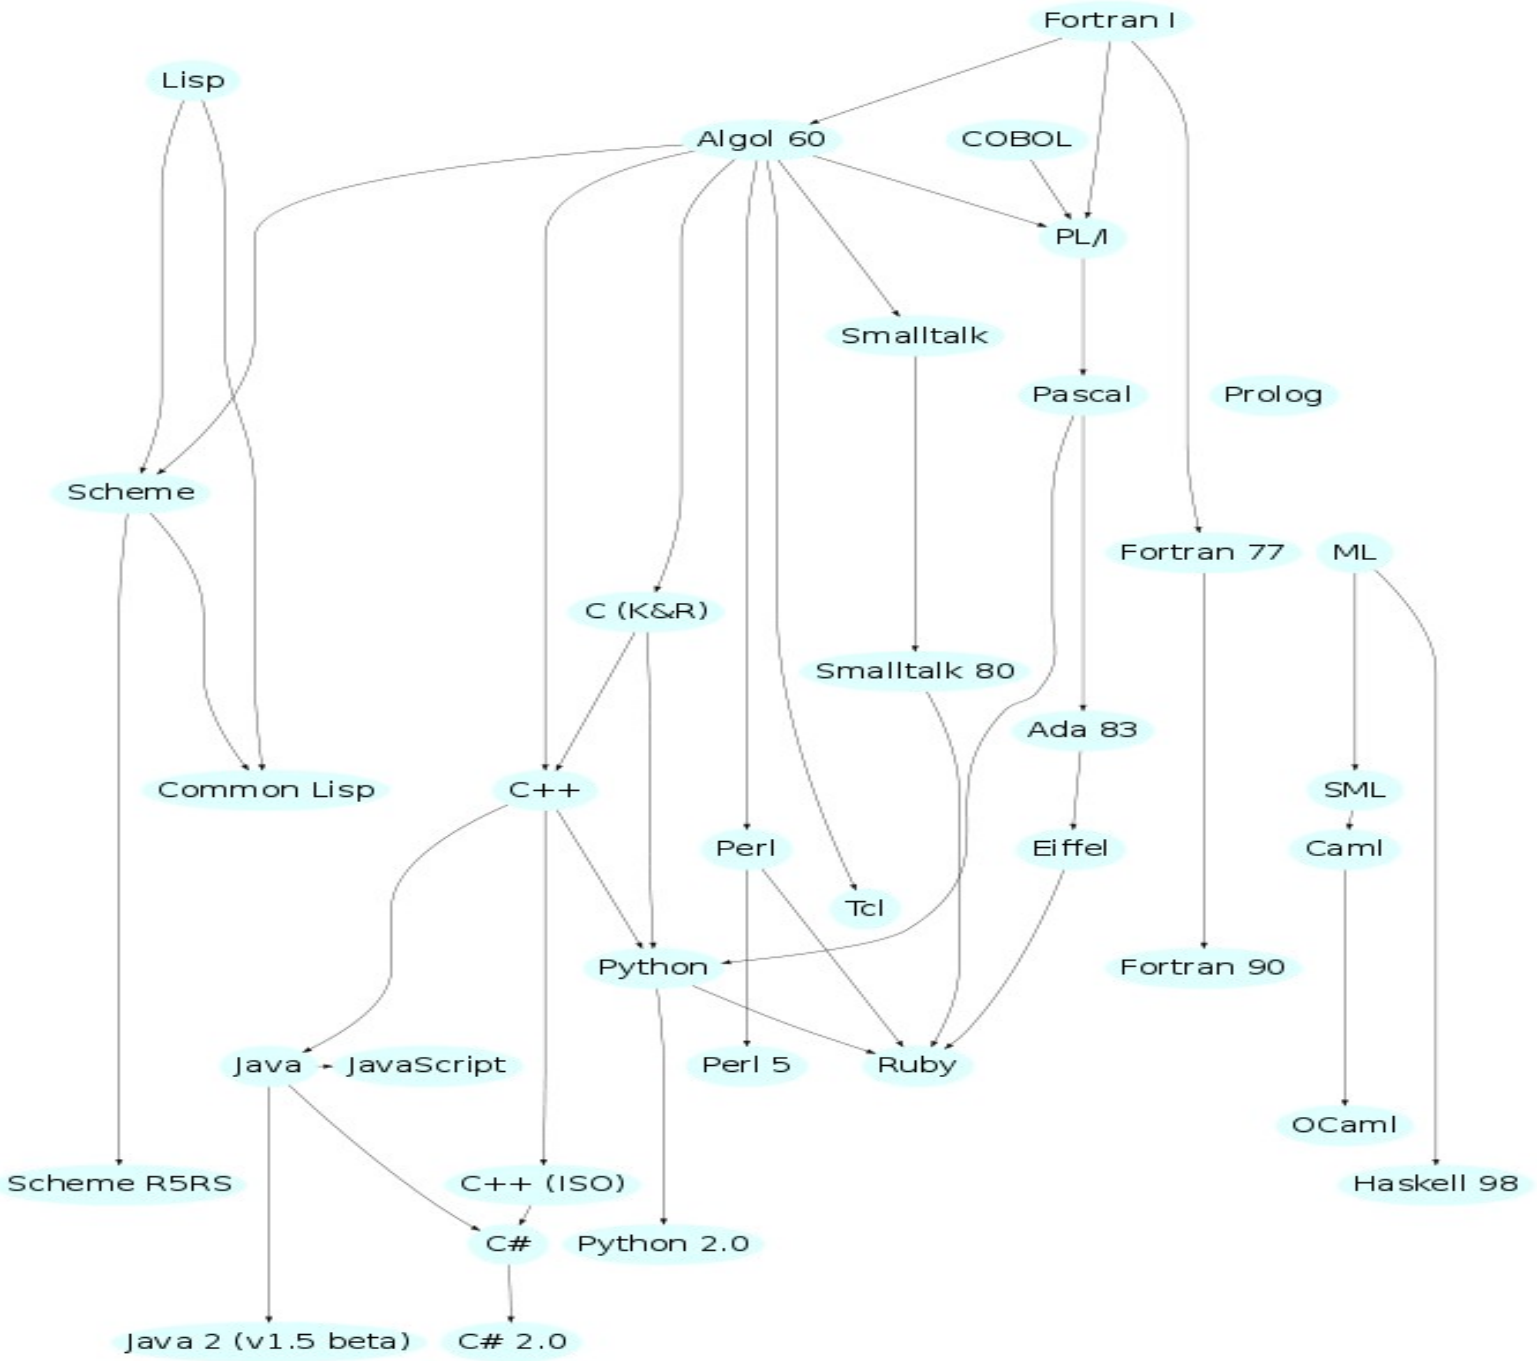 Fortran I
Lisp
Algol 60
COBOL
PL/I
Smalltalk
Pascal
Prolog
Scheme
Fortran 77
ML
C (K&R)
Smalltalk 80
Ada 83
Common Lisp
C++
SML
Perl
Eiffel
Caml
Tcl
Python
Fortran 90
Java
JavaScript
Perl 5
Ruby
OCaml
Scheme R5RS
C++ (ISO)
Haskell 98
C#
Python 2.0
Java 2 (v1.5 beta)
C# 2.0